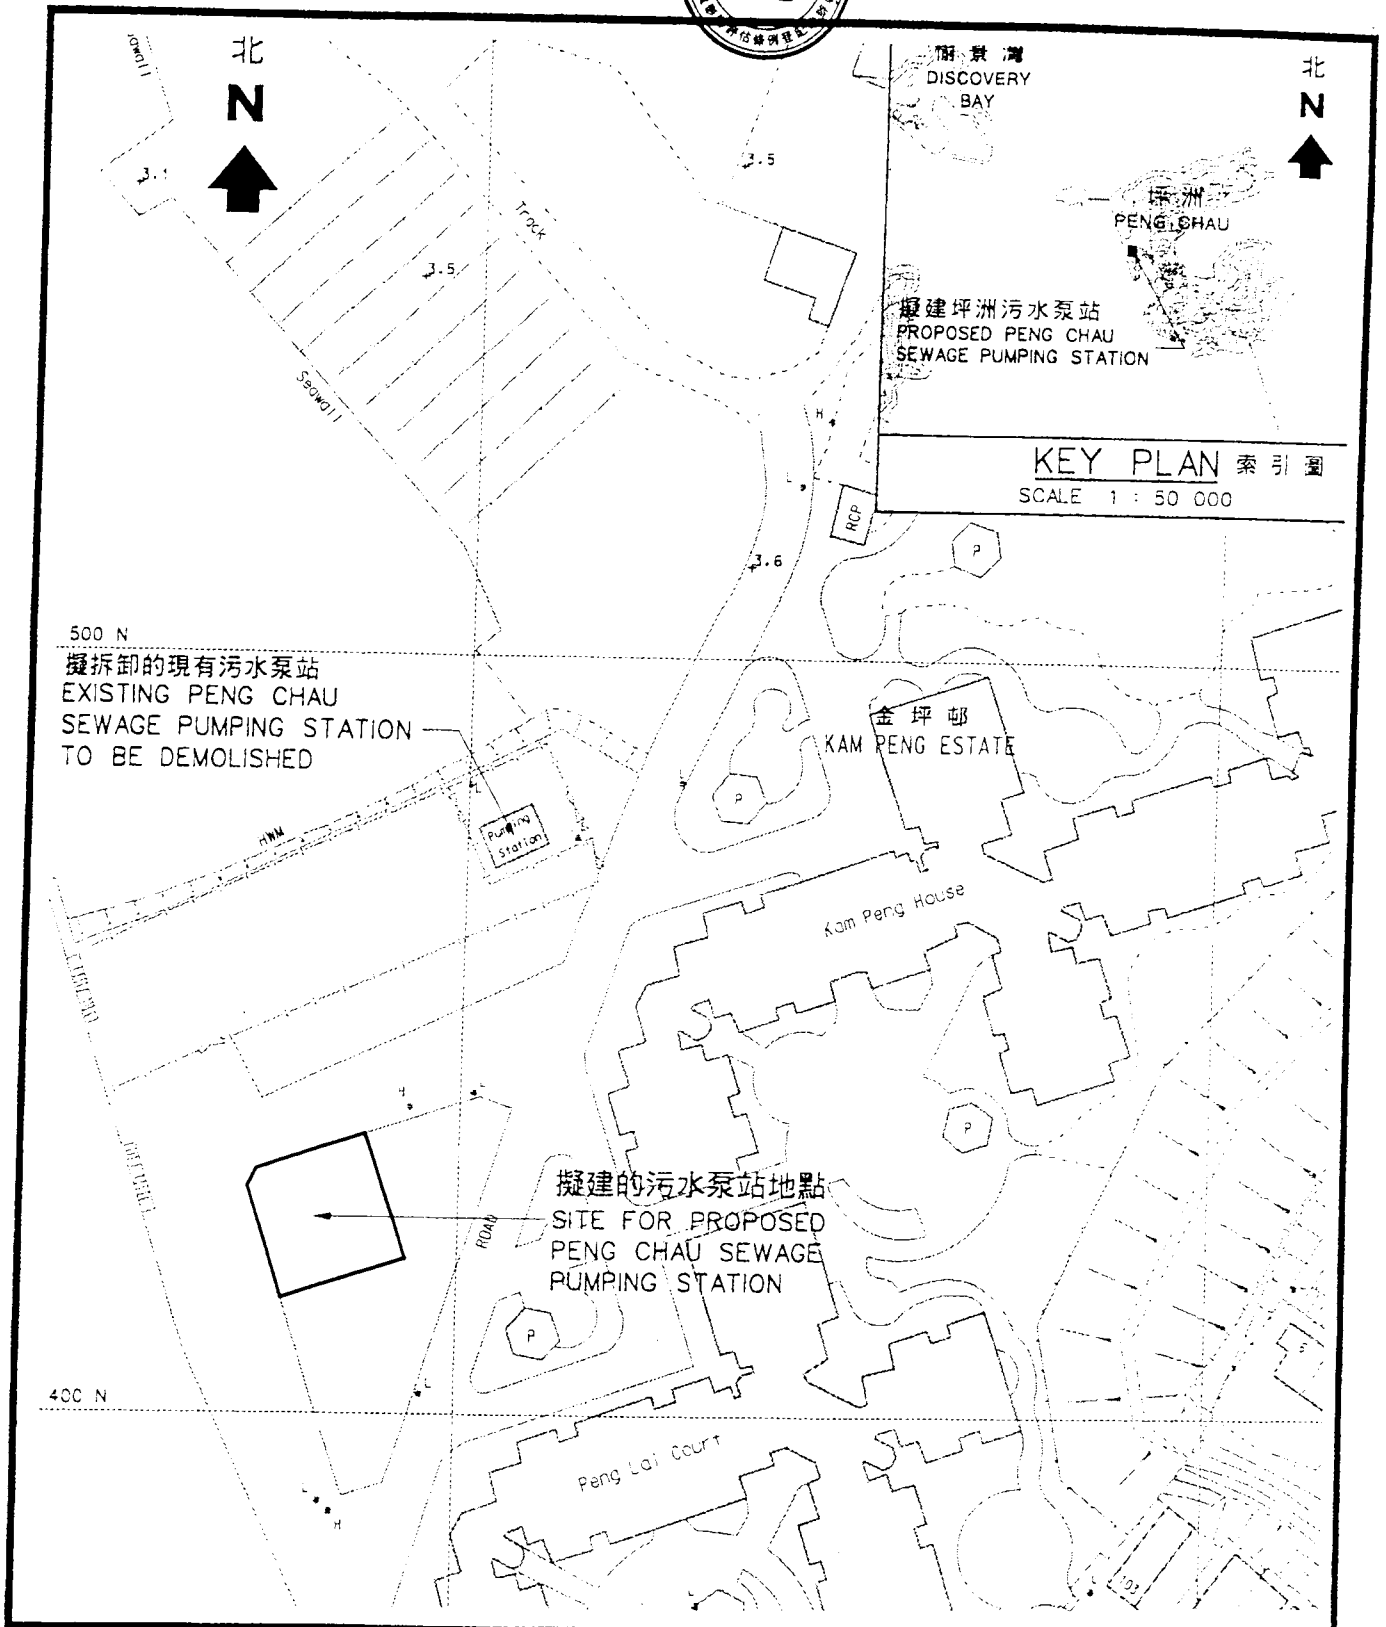 北
N
3.5
Track
3.5
Seawall
愉景灣
DISCOVERY
BAY
北
N
坪洲
PENG CHAU
擬建坪洲污水泵站
PROPOSED PENG CHAU
SEWAGE PUMPING STATION
KEY PLAN 索引圖
SCALE 1 : 50 000
H
L
RCP
P
3.6
500 N
擬拆卸的現有污水泵站
EXISTING PENG CHAU
SEWAGE PUMPING STATION
TO BE DEMOLISHED
金坪邨
KAM PENG ESTATE
P
HWM
Pumping
Station
Kam Peng House
P
L
擬建的污水泵站地點
SITE FOR PROPOSED
PENG CHAU SEWAGE
PUMPING STATION
ROAD
P
L
400 N
Peng Lai Court
L
H